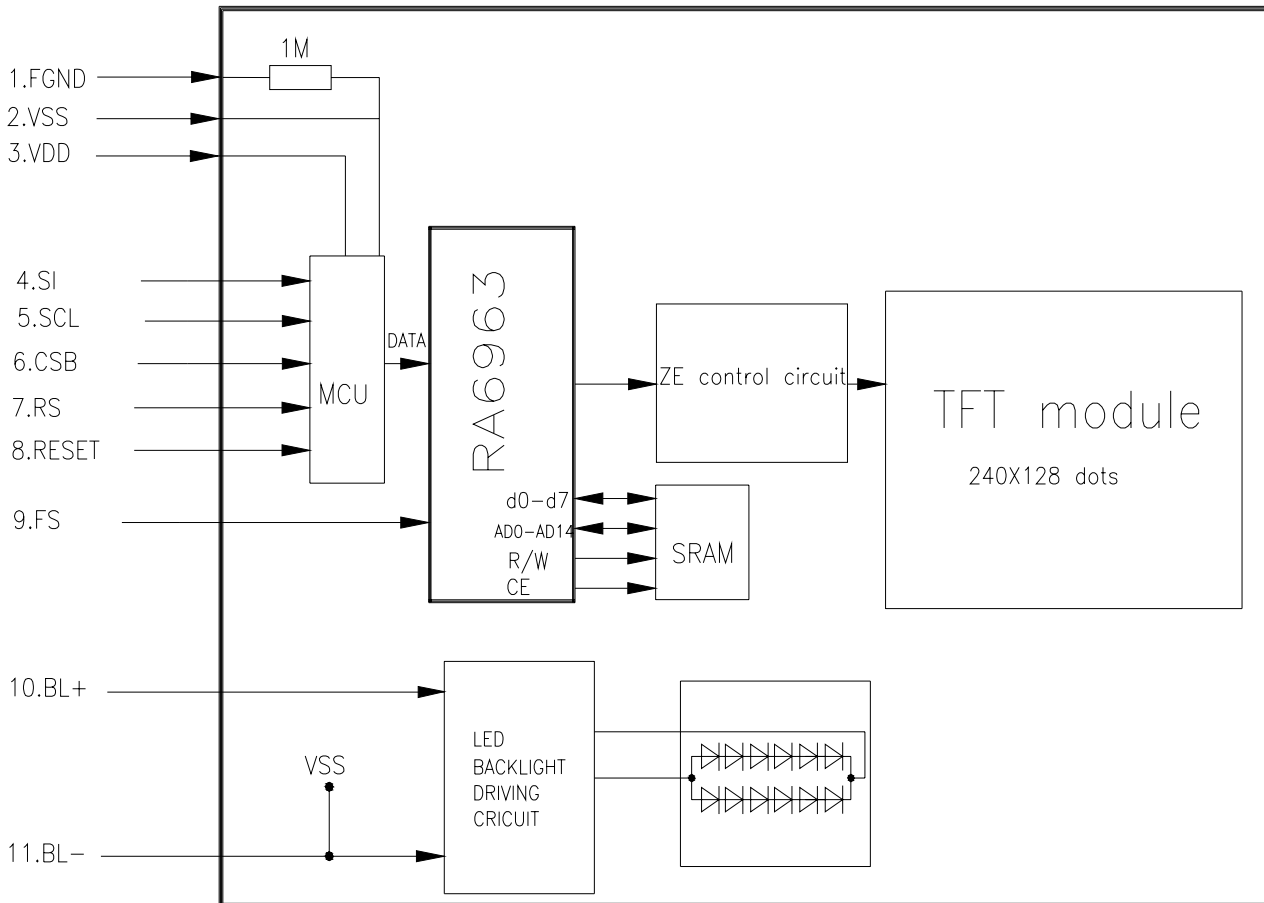 1M
1.FGND
2.VSS
3.VDD
4.SI
5.SCL
6.CSB
7.RS
8.RESET
9.FS
MCU
DATA
RA6963
d0-d7
AD0-AD14
R/W
CE
ZE control circuit
SRAM
TFT module
240X128 dots
10.BL+
11.BL-
VSS
LED
BACKLIGHT
DRIVING
CRICUIT